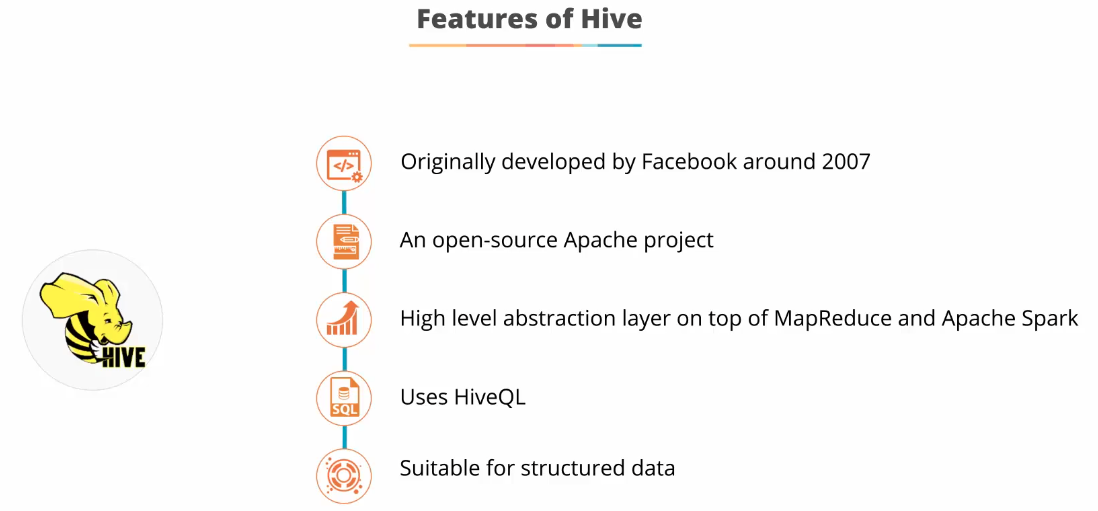 Features of Hive
Originally developed by Facebook around 2007
An open-source Apache project
High level abstraction layer on top of MapReduce and Apache Spark
HIVE
Uses HiveQL
SQL
Suitable for structured data